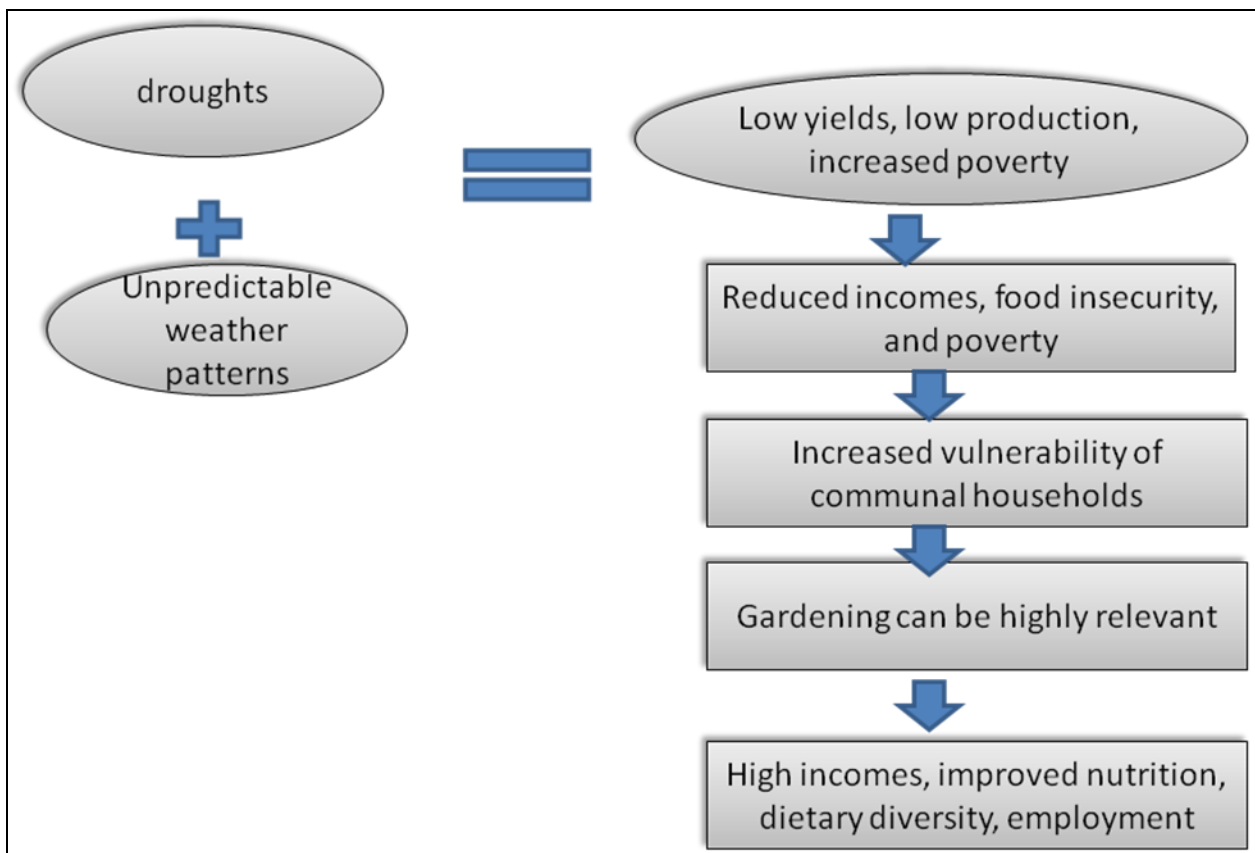 droughts
Unpredictable
weather
patterns
Low yields, low production,
increased poverty
Reduced incomes, food insecurity,
and poverty
Increased vulnerability of
communal households
Gardening can be highly relevant
High incomes, improved nutrition,
dietary diversity, employment